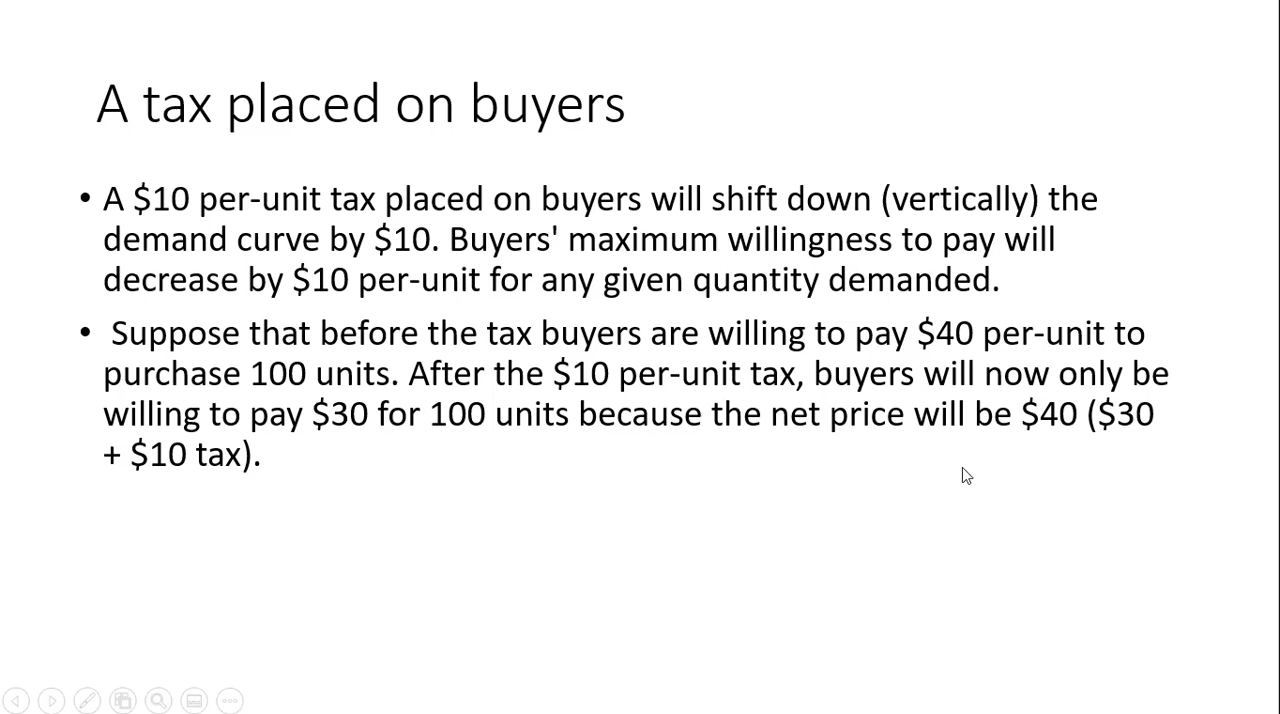 A tax placed on buyers
• A $10 per-unit tax placed on buyers will shift down (vertically) the
demand curve by $10. Buyers' maximum willingness to pay will
decrease by $10 per-unit for any given quantity demanded.
• Suppose that before the tax buyers are willing to pay $40 per-unit to
purchase 100 units. After the $10 per-unit tax, buyers will now only be
willing to pay $30 for 100 units because the net price will be $40 ($30
+ $10 tax).